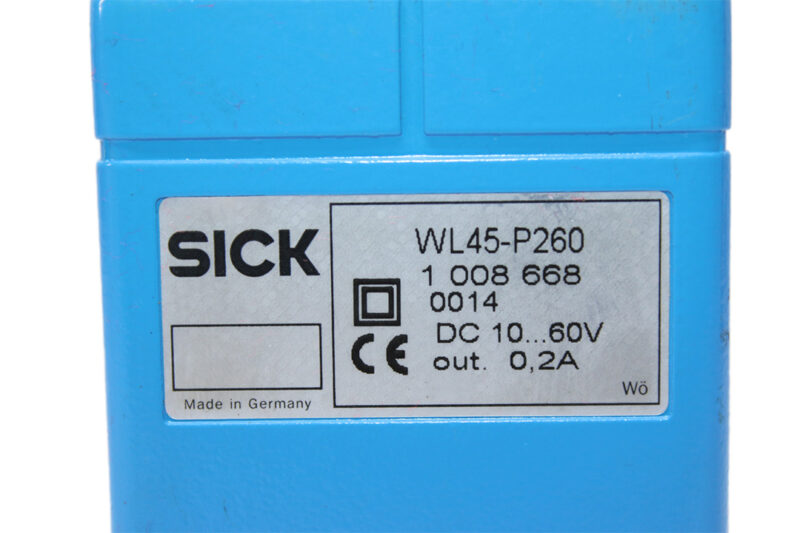 SICK
Made in Germany
WL45-P260
1 008 668
0014
DC 10...60V
CE
out. 0,2A
Wö